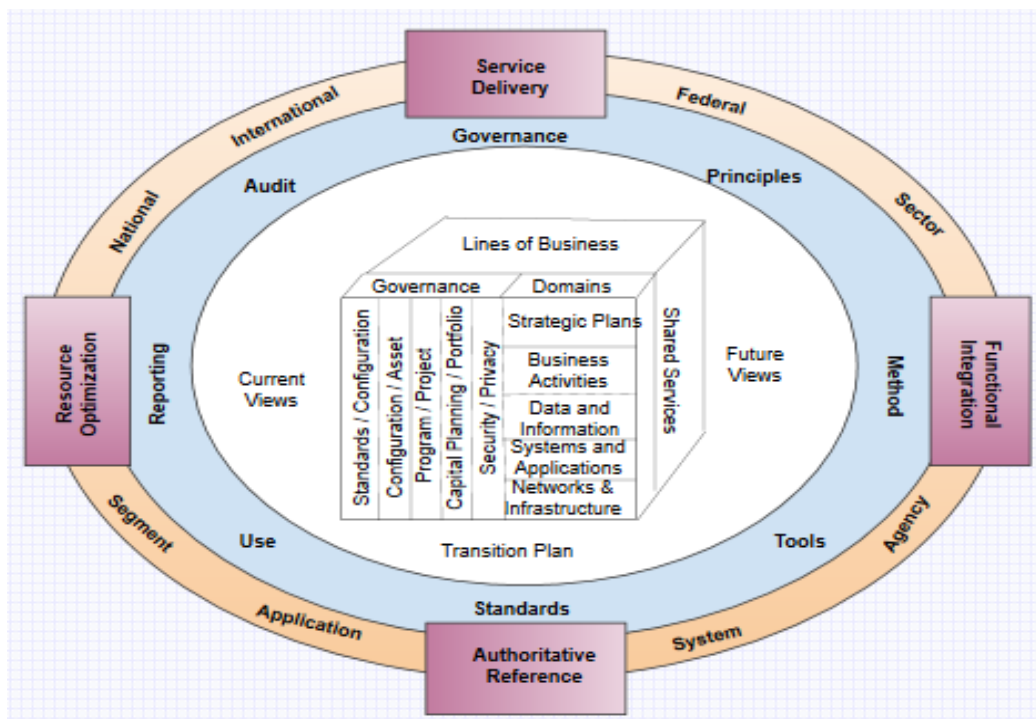 Service
Delivery
International
Federal
Governance
Audit
Principles
National
Sector
Lines of Business
Governance
Domains
Resource
Optimization
Reporting
Current
Views
Standards / Configuration
Configuration / Asset
Program / Project
Capital Planning / Portfolio
Security / Privacy
Strategic Plans
Business
Activities
Data and
Information
Systems and
Applications
Networks &
Infrastructure
Shared Services
Future
Views
Method
Functional
Integration
Segment
Use
Transition Plan
Tools
Agency
Application
Standards
System
Authoritative
Reference